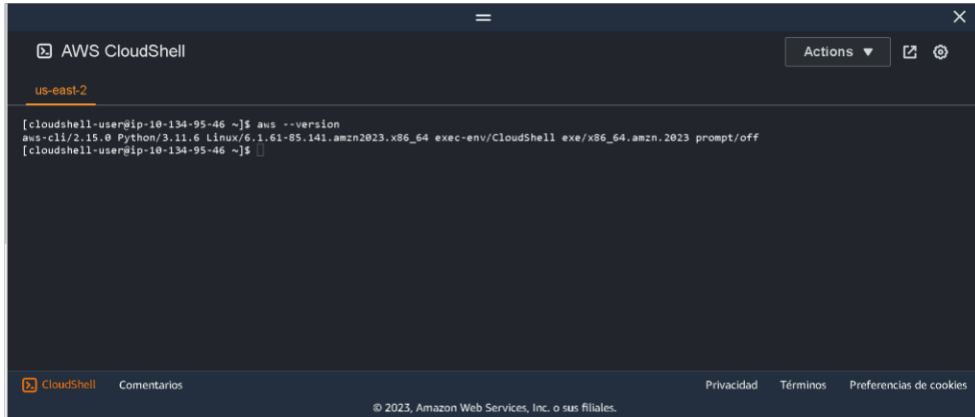 AWS CloudShell
Actions ▼
us-east-2
[cloudshell-user@ip-10-134-95-46 ~]$ aws --version
aws-cli/2.15.0 Python/3.11.6 Linux/6.1.61-85.141.amzn2023.x86_64 exec-env/CloudShell exe/x86_64.amzn.2023 prompt/off
[cloudshell-user@ip-10-134-95-46 ~]$
CloudShell Comentarios Privacidad Términos Preferencias de cookies
© 2023, Amazon Web Services, Inc. o sus filiales.